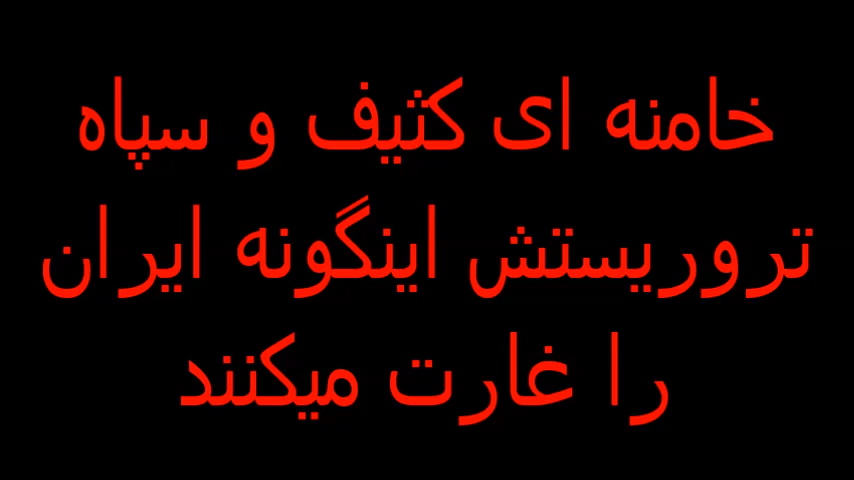 خامنه ای کثیف و سپاه
تروریستش اینگونه ایران
را غارت میکنند